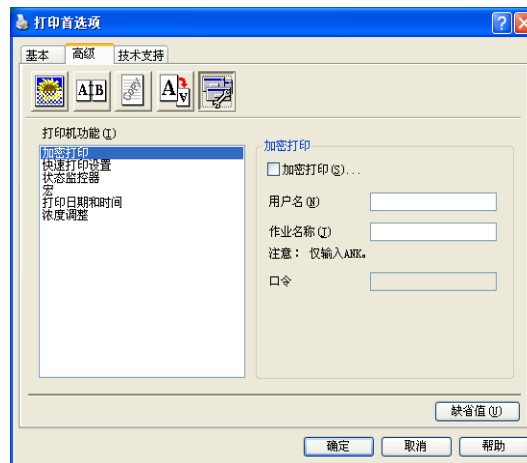 打印首选项
基本 高级 技术支持
A B
A A
打印机功能(I)
加密打印
快速打印设置
状态监控器
宏
打印日期和时间
浓度调整
加密打印
加密打印(S)...
用户名(N)
作业名称(J)
注意: 仅输入ANK。
口令
缺省值(U)
确定 取消 帮助